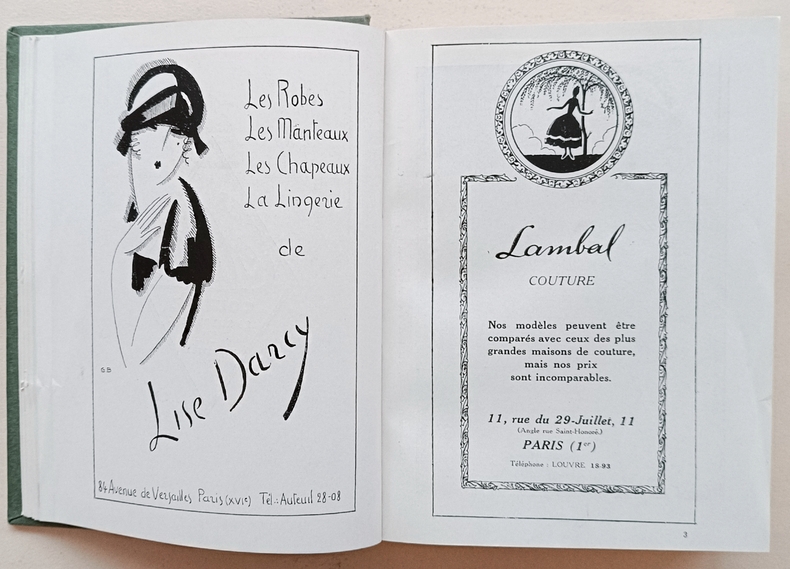 Les Robes
Les Manteaux
Les Chapeaux
La Lingerie
de
GB
Lise Darcy
84 Avenue de Versailles Paris (XVIe) Tél.: Auteuil 28-08
Lambal
COUTURE
Nos modèles peuvent être
comparés avec ceux des plus
grandes maisons de couture,
mais nos prix
sont incomparables.
11, rue du 29-Juillet, 11
(Angle rue Saint-Honoré.)
PARIS (1er)
Téléphone : LOUVRE 18-93
3